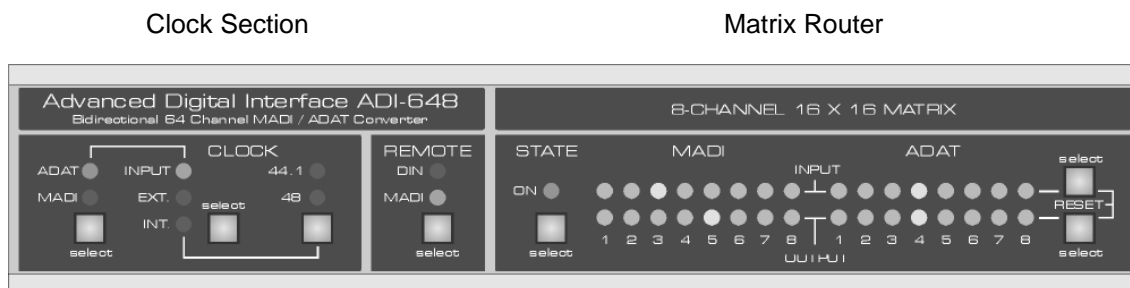 Clock Section
Matrix Router
Advanced Digital Interface ADI-648
Bidirectional 64 Channel MADI / ADAT Converter
8-CHANNEL 16 X 16 MATRIX
CLOCK
ADAT
INPUT
44.1
MADI
EXT.
select
48
INT.
select
REMOTE
DIN
MADI
select
STATE
MADI
ADAT
INPUT
ON
select
RESET
1 2 3 4 5 6 7 8
1 2 3 4 5 6 7 8
select
OUTPUT
select